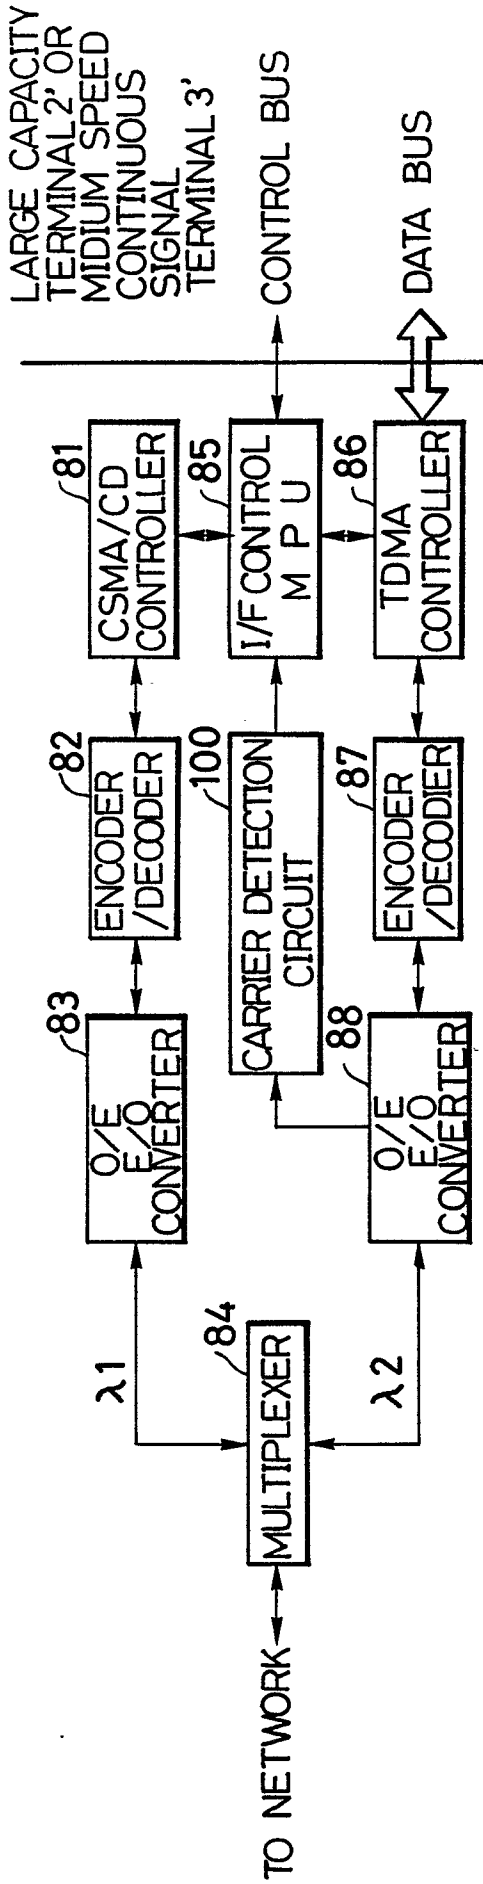 LARGE CAPACITY
TERMINAL 2' OR
MIDIUM SPEED
CONTINUOUS
SIGNAL
TERMINAL 3'
CONTROL BUS
DATA BUS
81
CSMA/CD
CONTROLLER
85
I/F CONTROL
M P U
86
TDMA
CONTROLLER
82
ENCODER
/DECODER
100
CARRIER DETECTION
CIRCUIT
87
ENCODER
/DECODIER
83
O/E
E/O
CONVERTER
88
O/E
E/O
CONVERTER
λ1
84
MULTIPLEXER
λ2
TO NETWORK